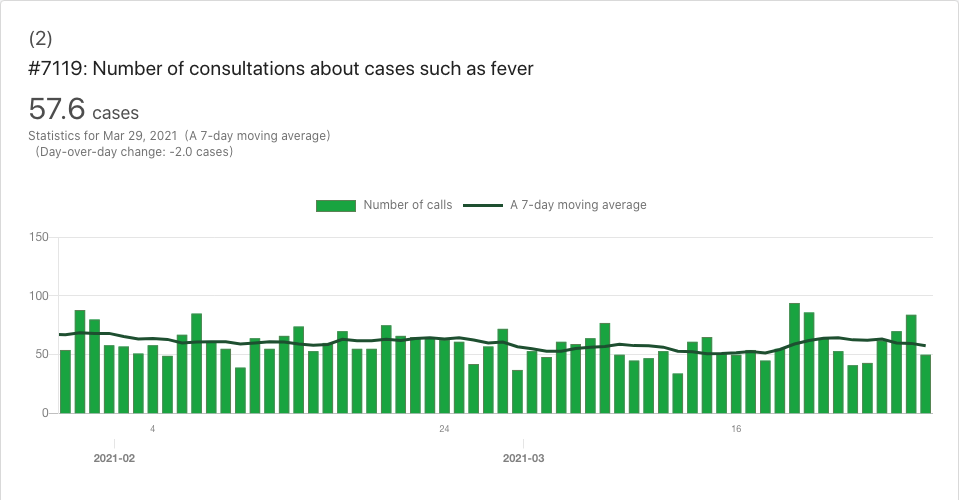 (2)
#7119: Number of consultations about cases such as fever
57.6 cases
Statistics for Mar 29, 2021 (A 7-day moving average)
(Day-over-day change: -2.0 cases)
Number of calls A 7-day moving average
150
100
50
0
4 24 16
2021-02 2021-03